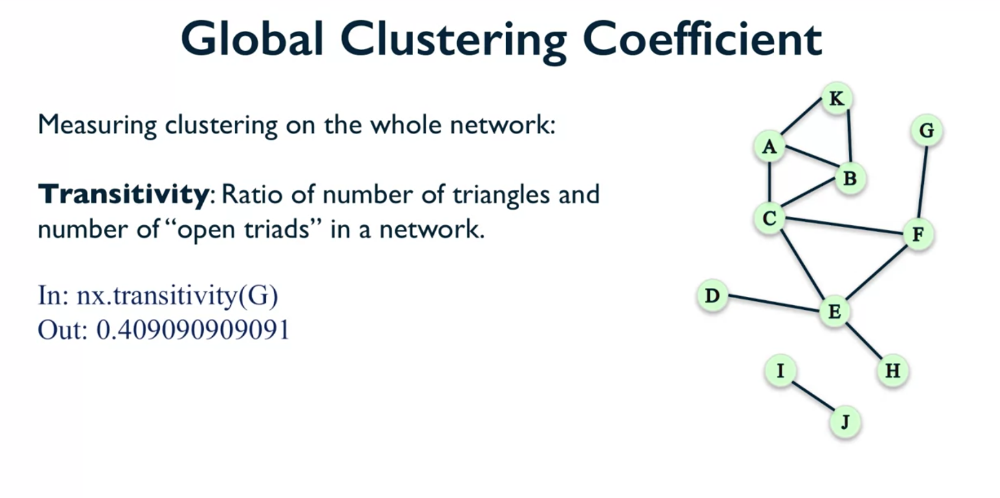 Global Clustering Coefficient
Measuring clustering on the whole network:
Transitivity: Ratio of number of triangles and
number of “open triads” in a network.
In: nx.transitivity(G)
Out: 0.409090909091
K
G
A
B
C
F
D
E
I
H
J